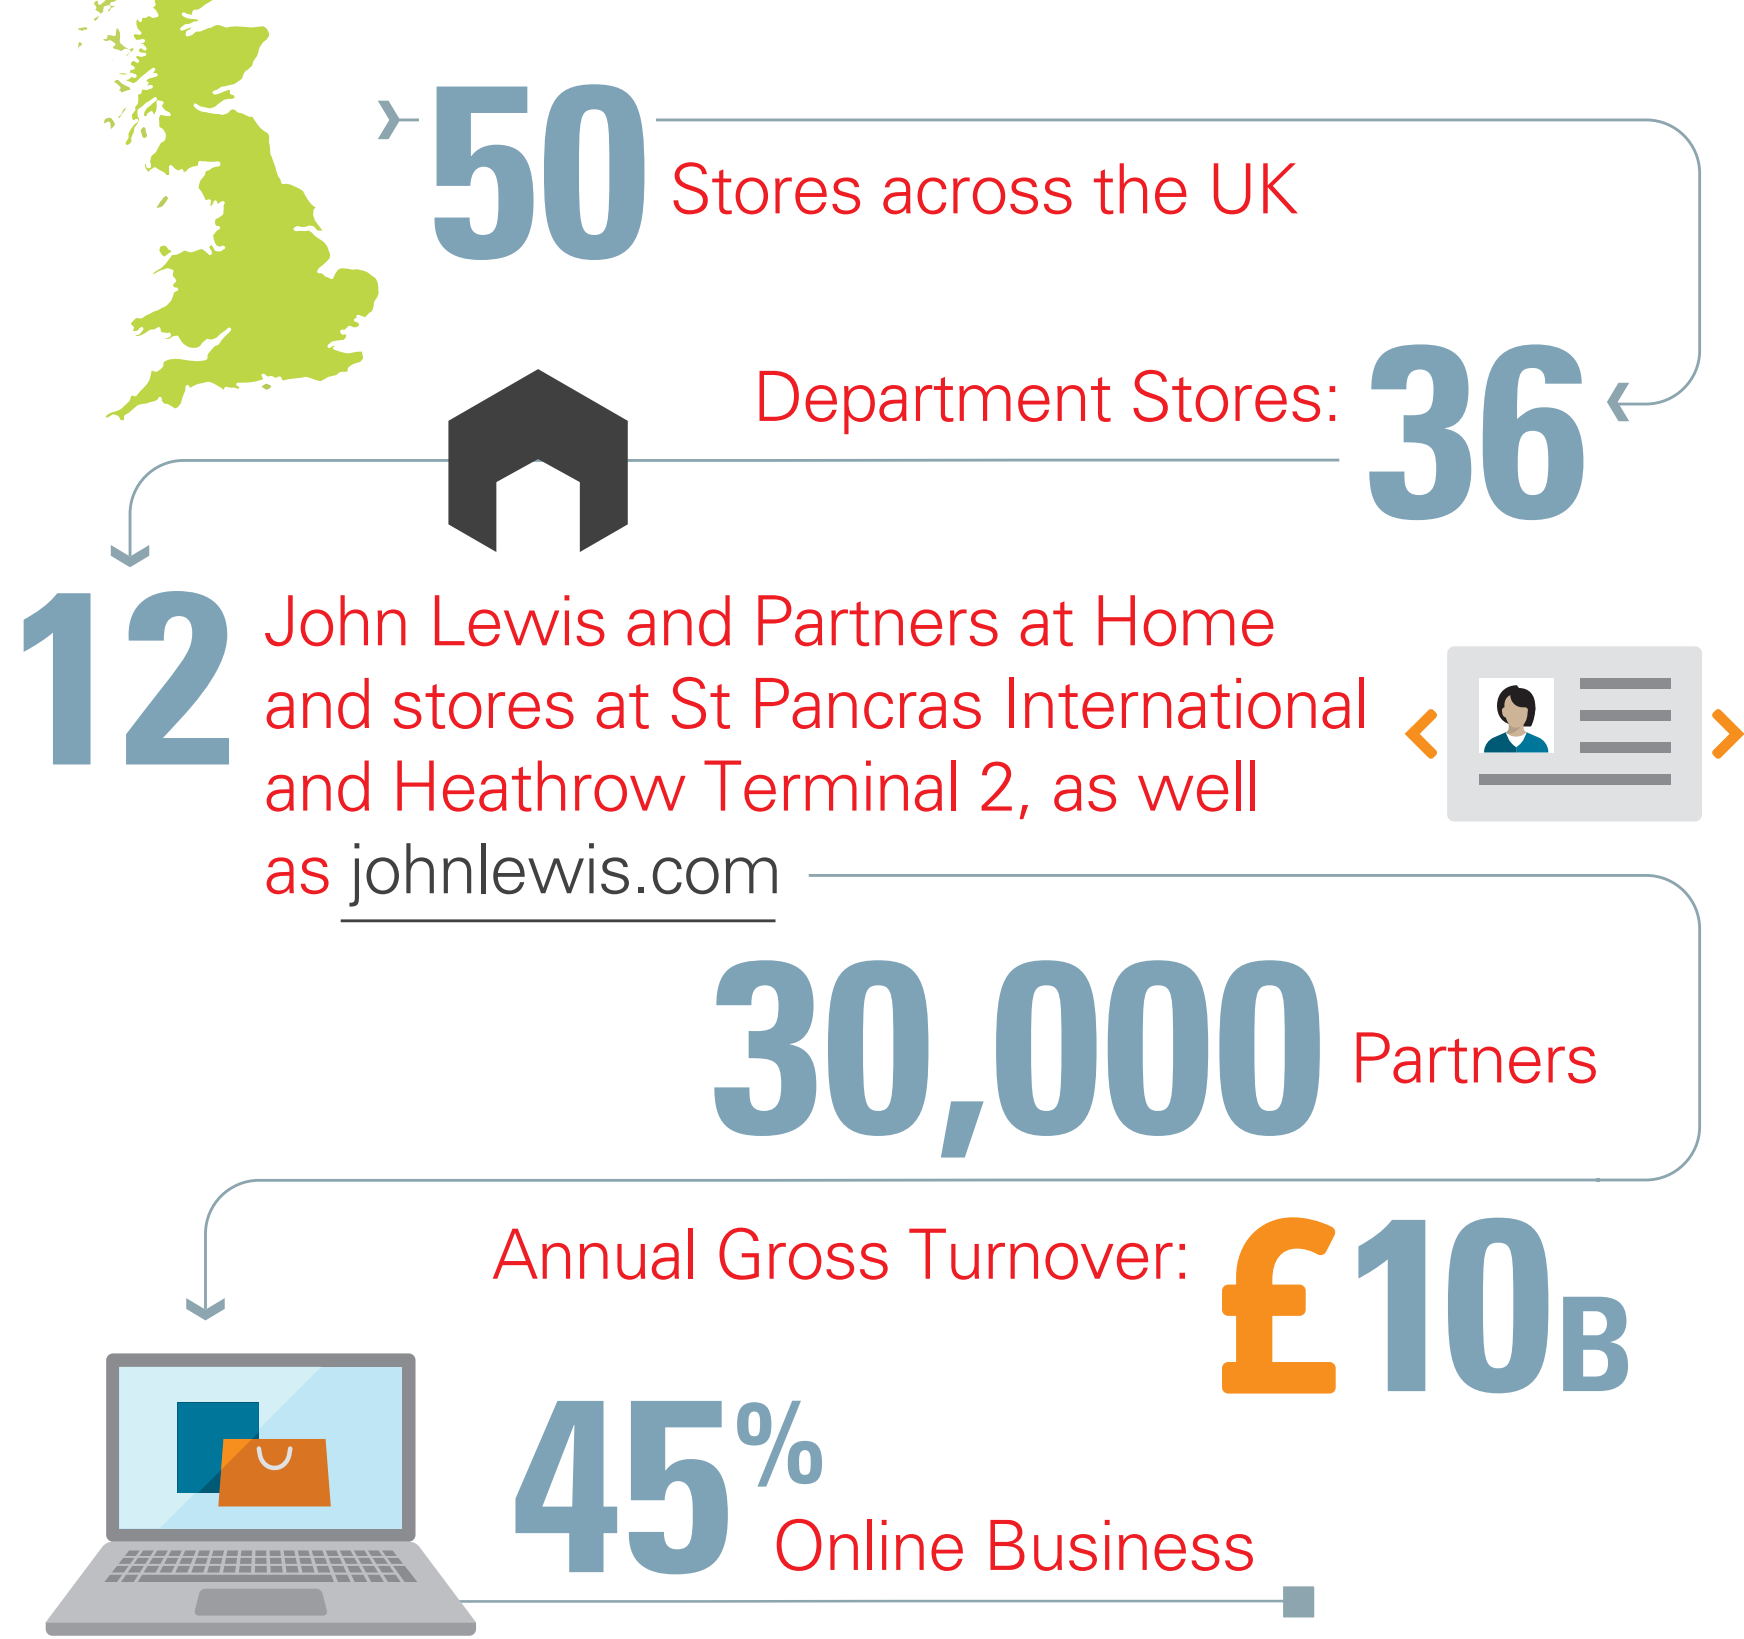 50 Stores across the UK
Department Stores: 36
12 John Lewis and Partners at Home
and stores at St Pancras International
and Heathrow Terminal 2, as well
as johnlewis.com
30,000 Partners
Annual Gross Turnover: £10B
45%
Online Business